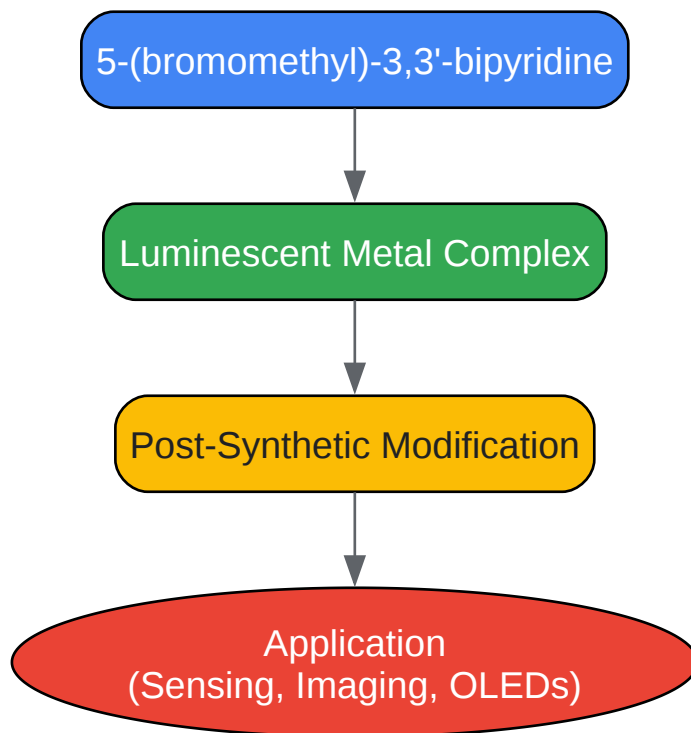 5-(bromomethyl)-3,3'-bipyridine
Luminescent Metal Complex
Post-Synthetic Modification
Application
(Sensing, Imaging, OLEDs)